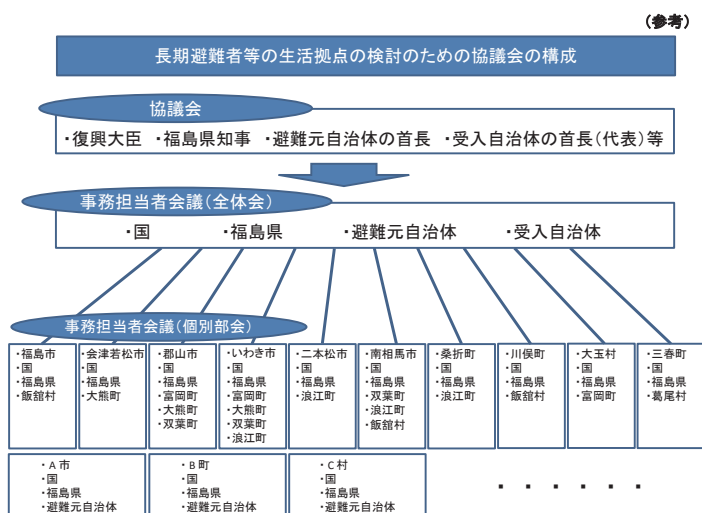 (参考)
長期避難者等の生活拠点の検討のための協議会の構成
協議会
・復興大臣 ・福島県知事 ・避難元自治体の首長 ・受入自治体の首長(代表)等
事務担当者会議(全体会)
・国 ・福島県 ・避難元自治体 ・受入自治体
事務担当者会議(個別部会)
・福島市
・国
・福島県
・飯舘村
・会津若松市
・国
・福島県
・大熊町
・郡山市
・国
・福島県
・富岡町
・大熊町
・双葉町
・いわき市
・国
・福島県
・富岡町
・大熊町
・双葉町
・浪江町
・二本松市
・国
・福島県
・浪江町
・南相馬市
・国
・福島県
・双葉町
・浪江町
・飯舘村
・桑折町
・国
・福島県
・浪江町
・川俣町
・国
・福島県
・飯舘村
・大玉村
・国
・福島県
・富岡町
・三春町
・国
・福島県
・葛尾村
・A市
・国
・福島県
・避難元自治体
・B町
・国
・福島県
・避難元自治体
・C村
・国
・福島県
・避難元自治体
・・・・・・